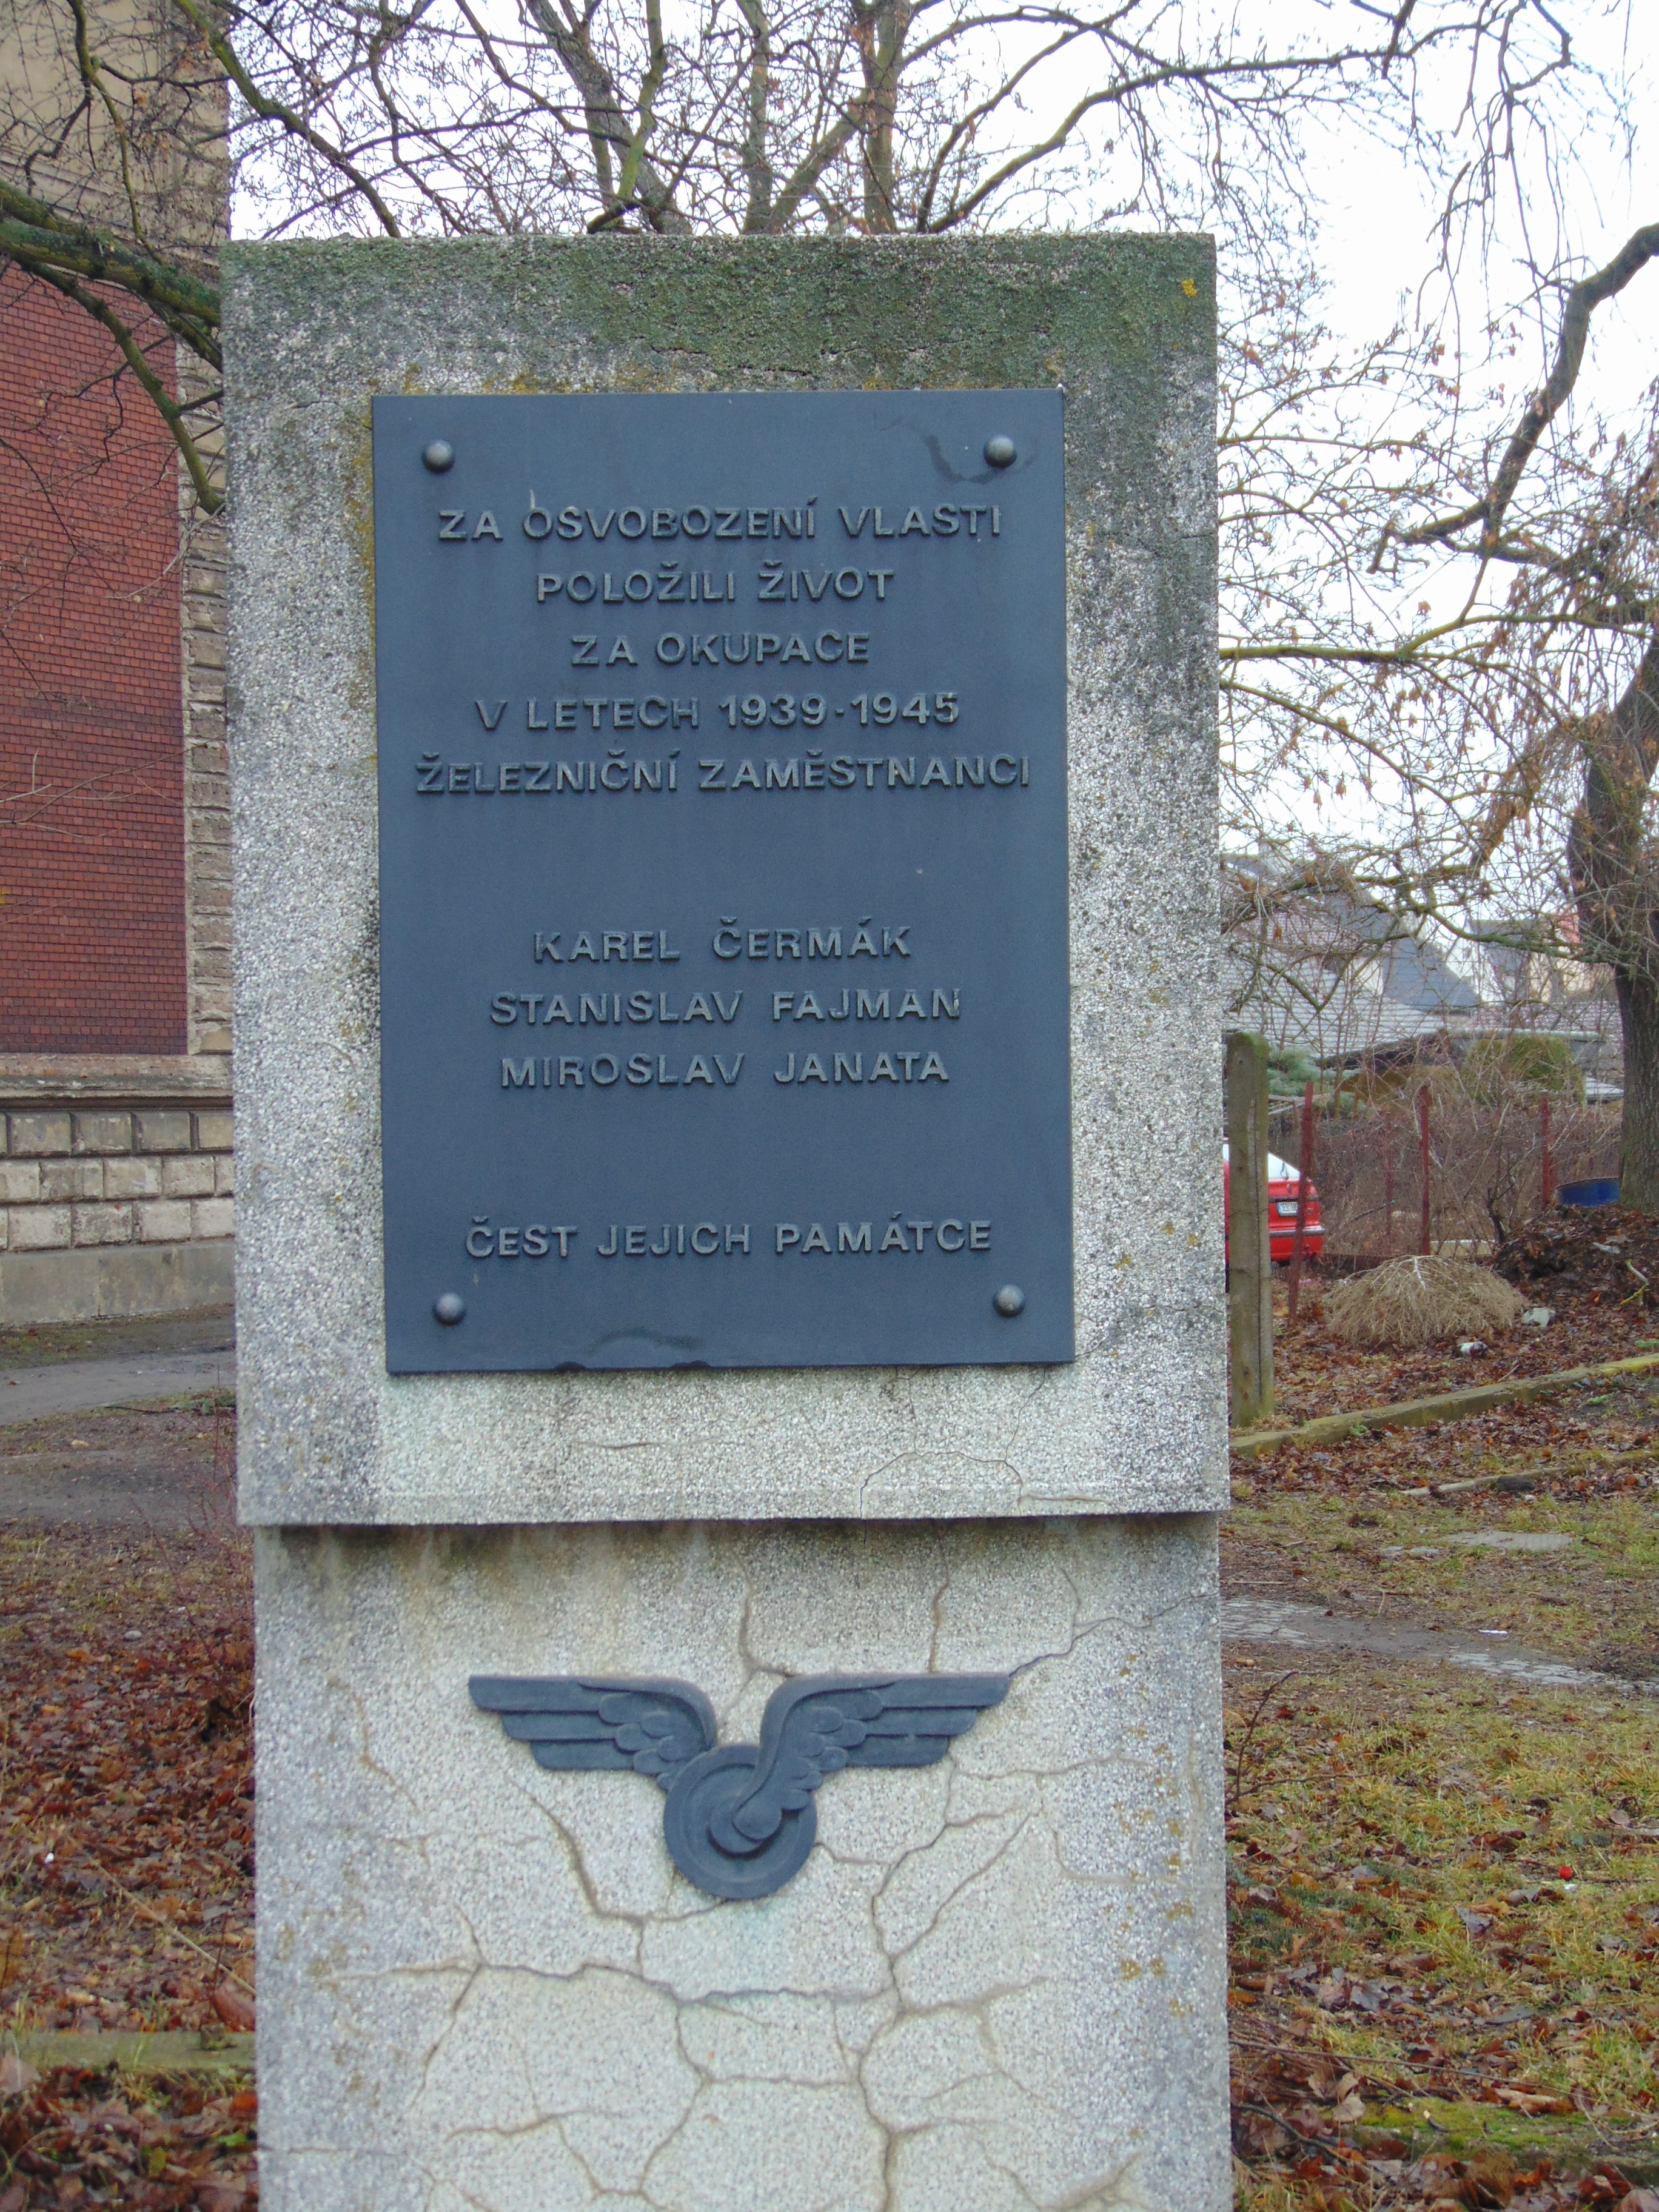 ZA OSVOBOZENÍ VLASTI
POLOŽILI ŽIVOT
ZA OKUPACE
V LETECH 1939-1945
ŽELEZNIČNÍ ZAMĚSTNANCI
KAREL ČERMÁK
STANISLAV FAJMAN
MIROSLAV JANATA
ČEST JEJICH PAMÁTCE